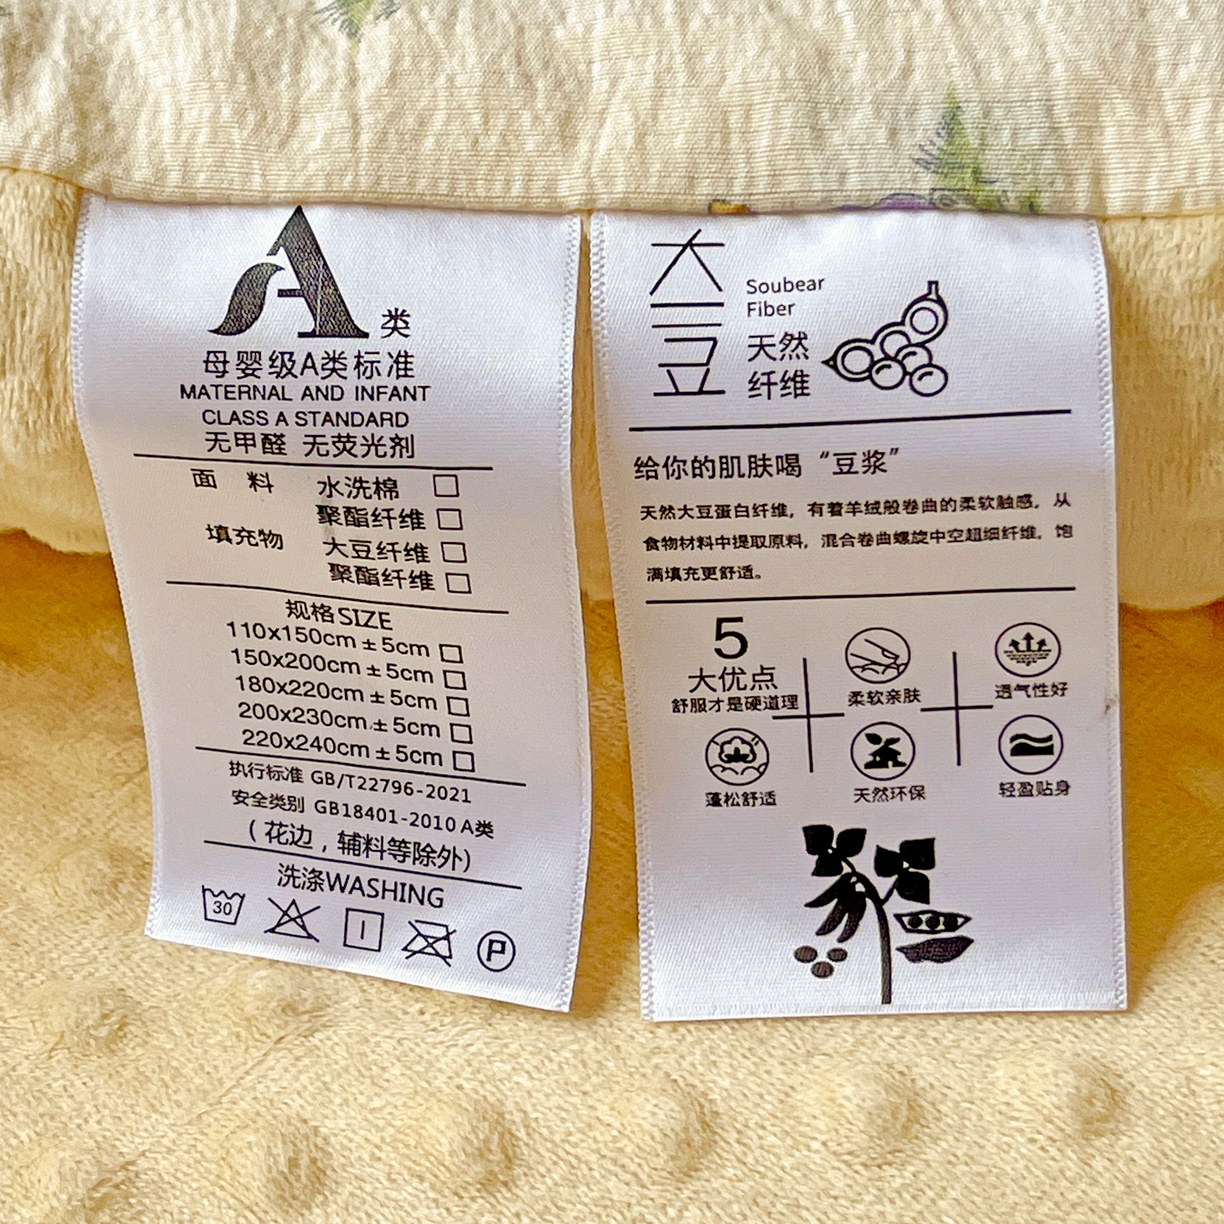 A类
母婴级A类标准
MATERNAL AND INFANT
CLASS A STANDARD
无甲醛 无荧光剂
面 料 水洗棉 □
聚酯纤维 □
填充物 大豆纤维 □
聚酯纤维 □
规格SIZE
110x150cm±5cm □
150x200cm±5cm □
180x220cm±5cm □
200x230cm±5cm □
220x240cm±5cm □
执行标准 GB/T22796-2021
安全类别 GB18401-2010 A类
(花边，辅料等除外)
洗涤WASHING
30
P
大豆
Soubear
Fiber
天然
纤维
给你的肌肤喝“豆浆”
天然大豆蛋白纤维，有着羊绒般卷曲的柔软触感。从
食物材料中提取原料，混合卷曲螺旋中空超细纤维，饱
满填充更舒适。
5
大优点
舒服才是硬道理
柔软亲肤
透气性好
蓬松舒适
天然环保
轻盈贴身